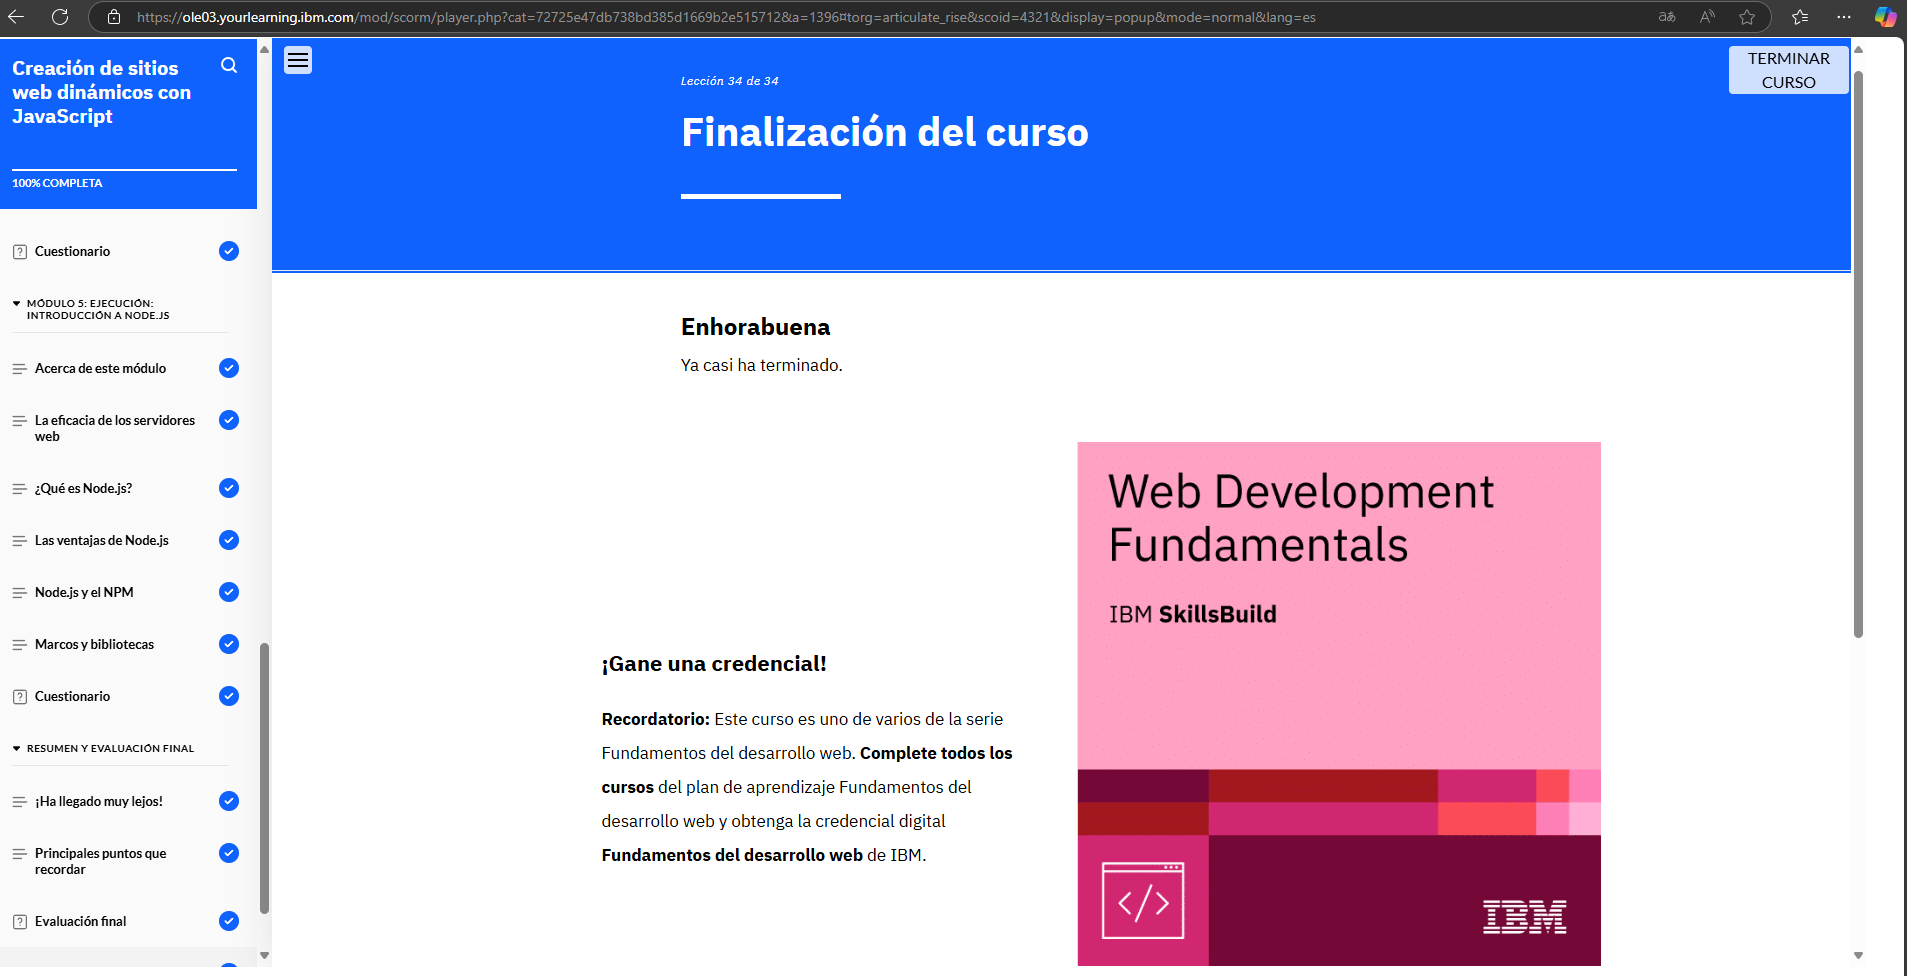 https://ole03.yourlearning.ibm.com/mod/scorm/player.php?cat=72725e47db738bd385d1669b2e515712&a=1396¤torg=articulate_rise&scoid=4321&display=popup&mode=normal&lang=es
Creación de sitios
web dinámicos con
JavaScript
100% COMPLETA
Cuestionario
MÓDULO 5: EJECUCIÓN:
INTRODUCCIÓN A NODE.JS
Acerca de este módulo
La eficacia de los servidores
web
¿Qué es Node.js?
Las ventajas de Node.js
Node.js y el NPM
Marcos y bibliotecas
Cuestionario
RESUMEN Y EVALUACIÓN FINAL
¡Ha llegado muy lejos!
Principales puntos que
recordar
Evaluación final
TERMINAR
CURSO
Lección 34 de 34
Finalización del curso
Enhorabuena
Ya casi ha terminado.
¡Gane una credencial!
Recordatorio: Este curso es uno de varios de la serie
Fundamentos del desarrollo web. Complete todos los
cursos del plan de aprendizaje Fundamentos del
desarrollo web y obtenga la credencial digital
Fundamentos del desarrollo web de IBM.
Web Development
Fundamentals
IBM SkillsBuild
</>
IBM